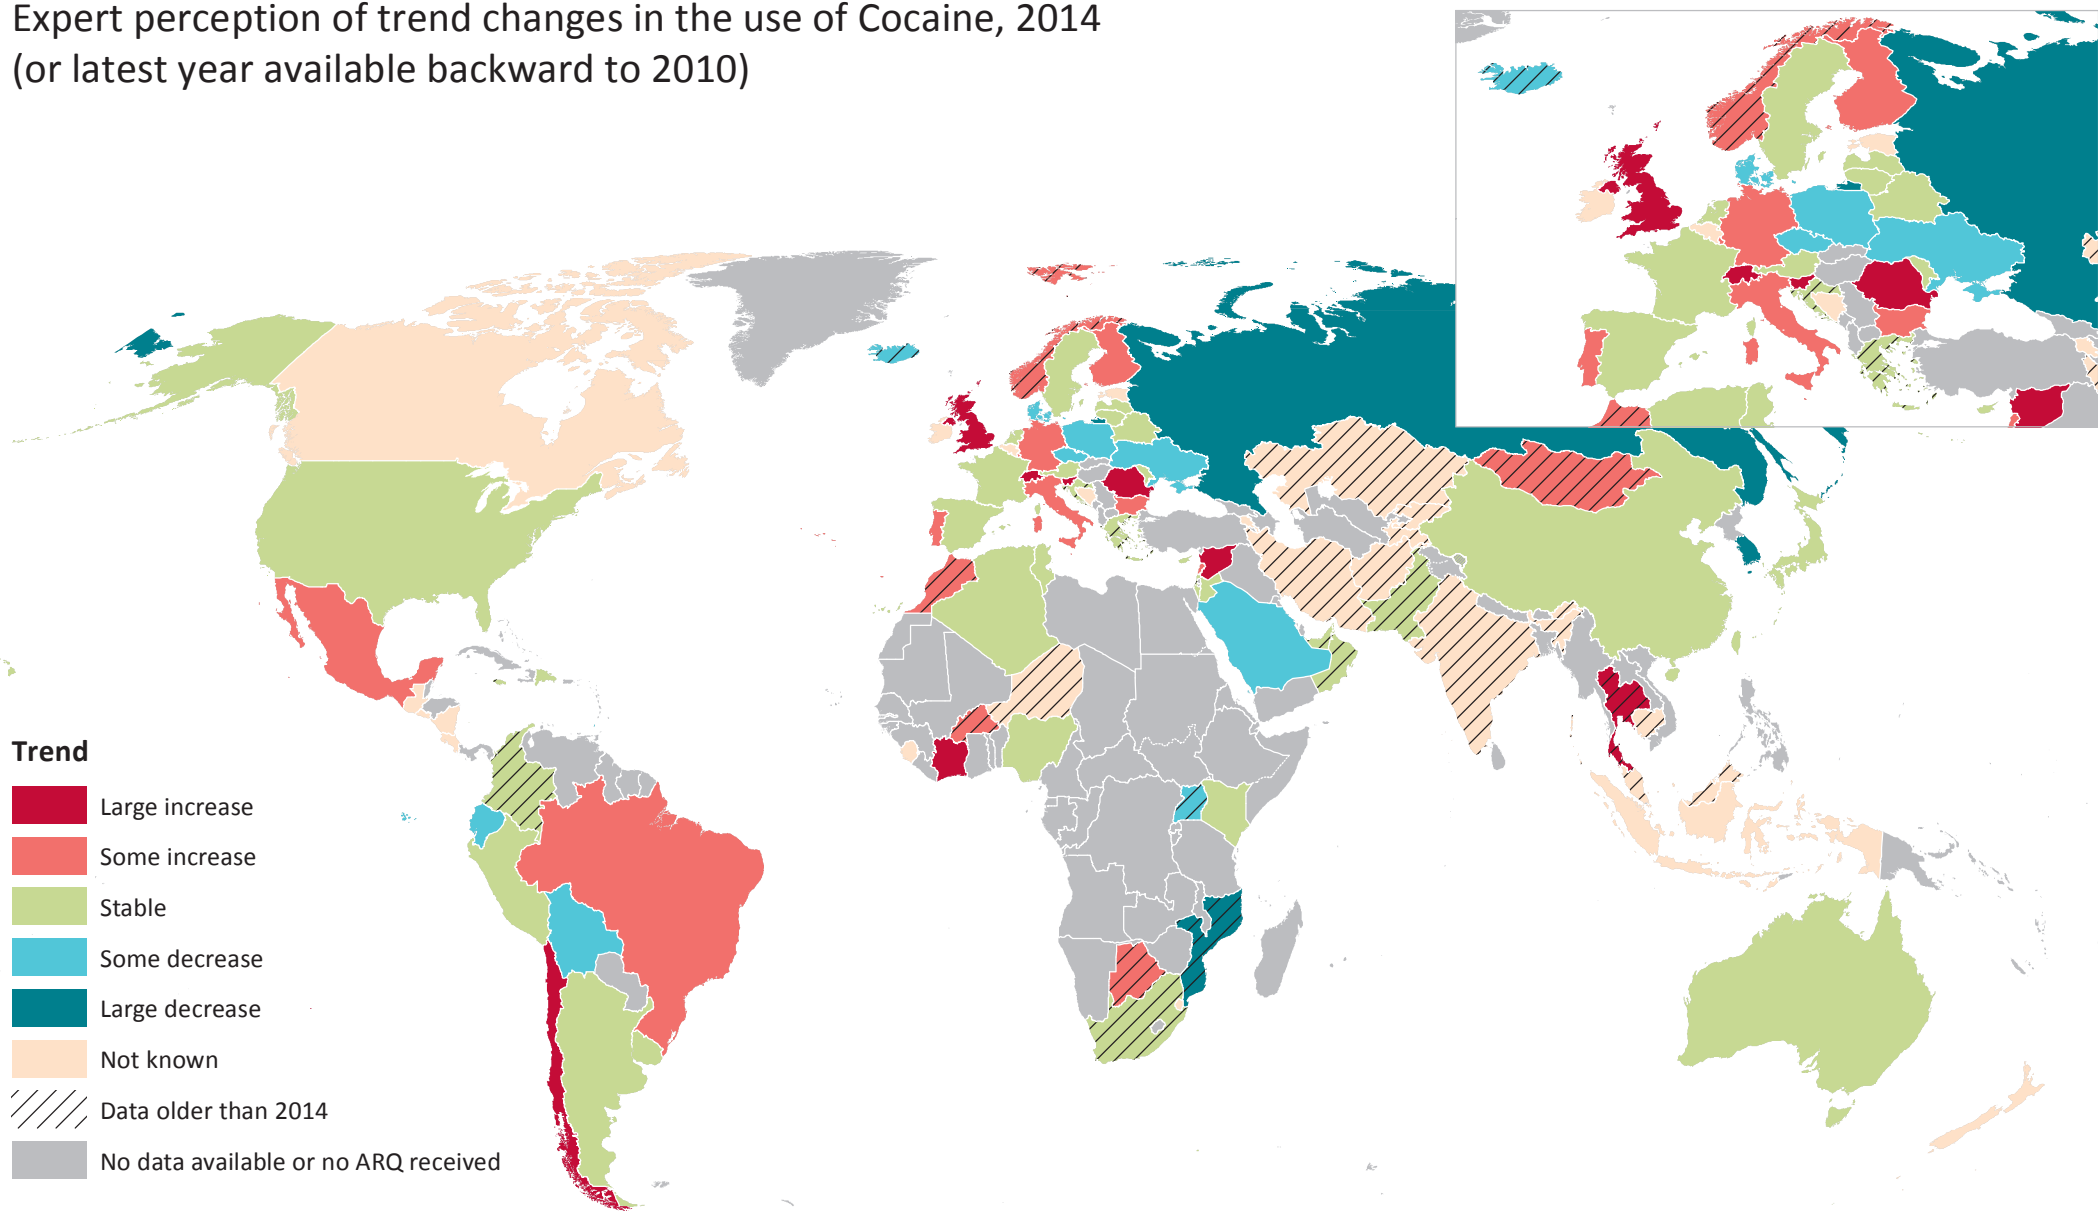 Expert perception of trend changes in the use of Cocaine, 2014
(or latest year available backward to 2010)
Trend
Large increase
Some increase
Stable
Some decrease
Large decrease
Not known
Data older than 2014
No data available or no ARQ received